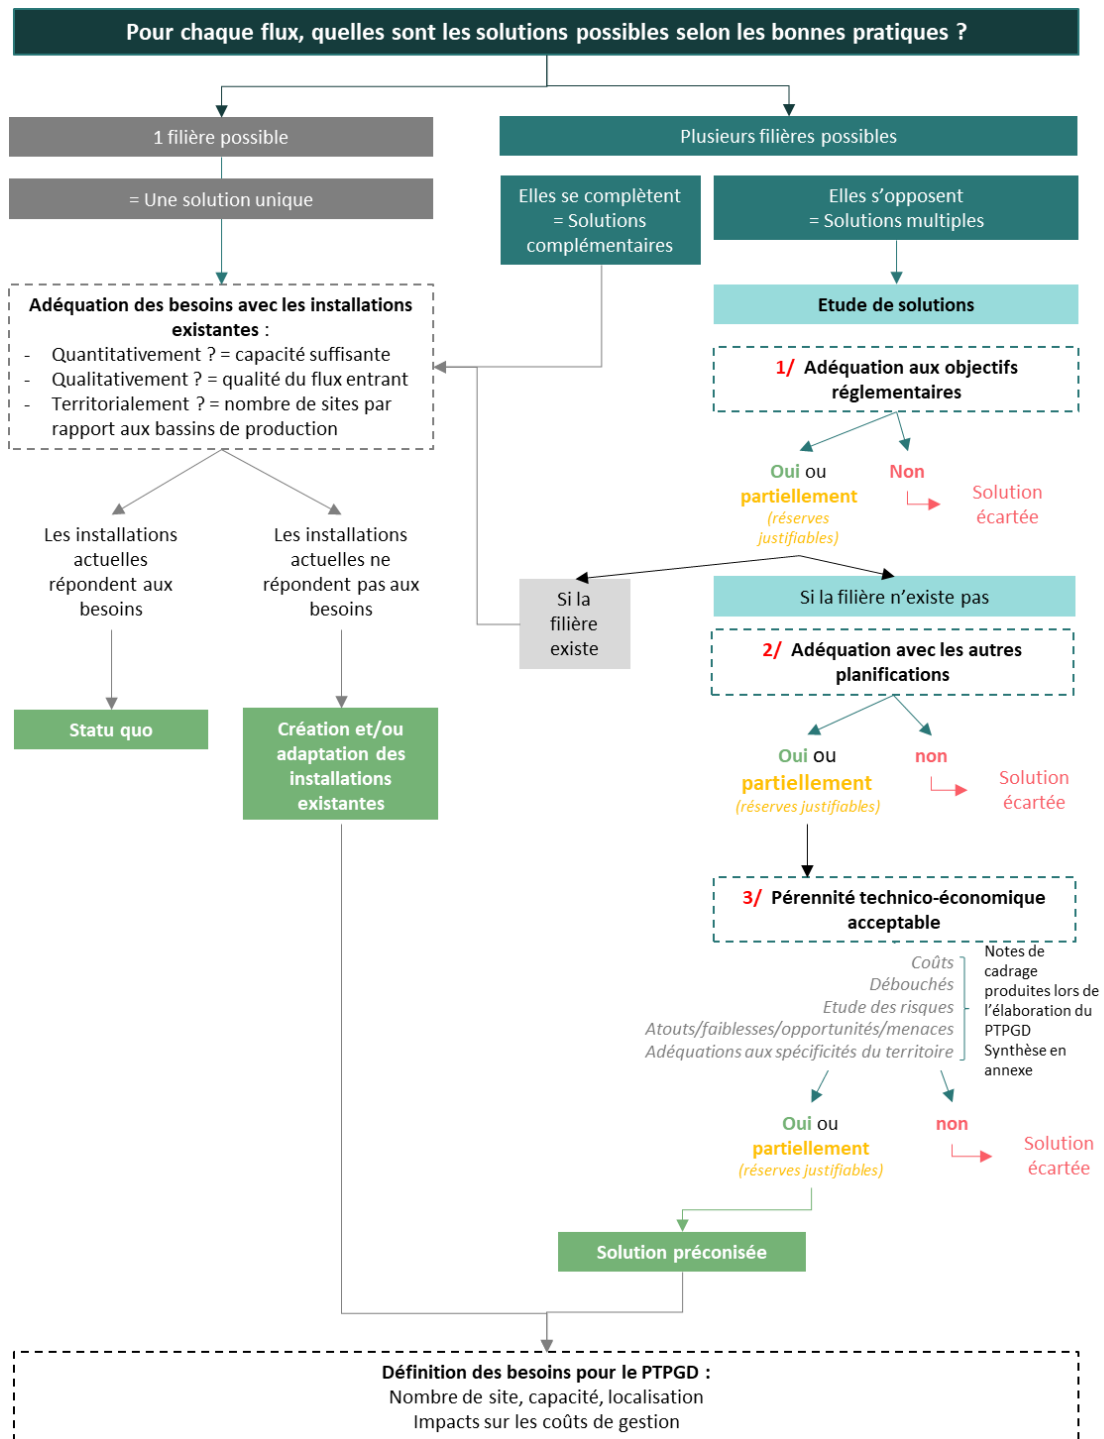 Pour chaque flux, quelles sont les solutions possibles selon les bonnes pratiques ?
1 filière possible
= Une solution unique
Plusieurs filières possibles
Elles se complètent
= Solutions
complémentaires
Elles s’opposent
= Solutions multiples
Adéquation des besoins avec les installations
existantes :
- Quantitativement ? = capacité suffisante
- Qualitativement ? = qualité du flux entrant
- Territorialement ? = nombre de sites par
rapport aux bassins de production
Les installations
actuelles
répondent aux
besoins
Les installations
actuelles ne
répondent pas aux
besoins
Statu quo
Création et/ou
adaptation des
installations
existantes
Etude de solutions
1/ Adéquation aux objectifs
réglementaires
Oui ou
partiellement
(réserves
justifiables)
Non
Solution
écartée
Si la
filière
existe
Si la filière n’existe pas
2/ Adéquation avec les autres
planifications
Oui ou
partiellement
(réserves justifiables)
non
Solution
écartée
3/ Pérennité technico-économique
acceptable
Coûts
Débouchés
Etude des risques
Atouts/faiblesses/opportunités/menaces
Adéquations aux spécificités du territoire
Notes de
cadrage
produites lors de
l’élaboration du
PTPGD
Synthèse en
annexe
Oui ou
partiellement
(réserves justifiables)
non
Solution
écartée
Solution préconisée
Définition des besoins pour le PTPGD :
Nombre de site, capacité, localisation
Impacts sur les coûts de gestion